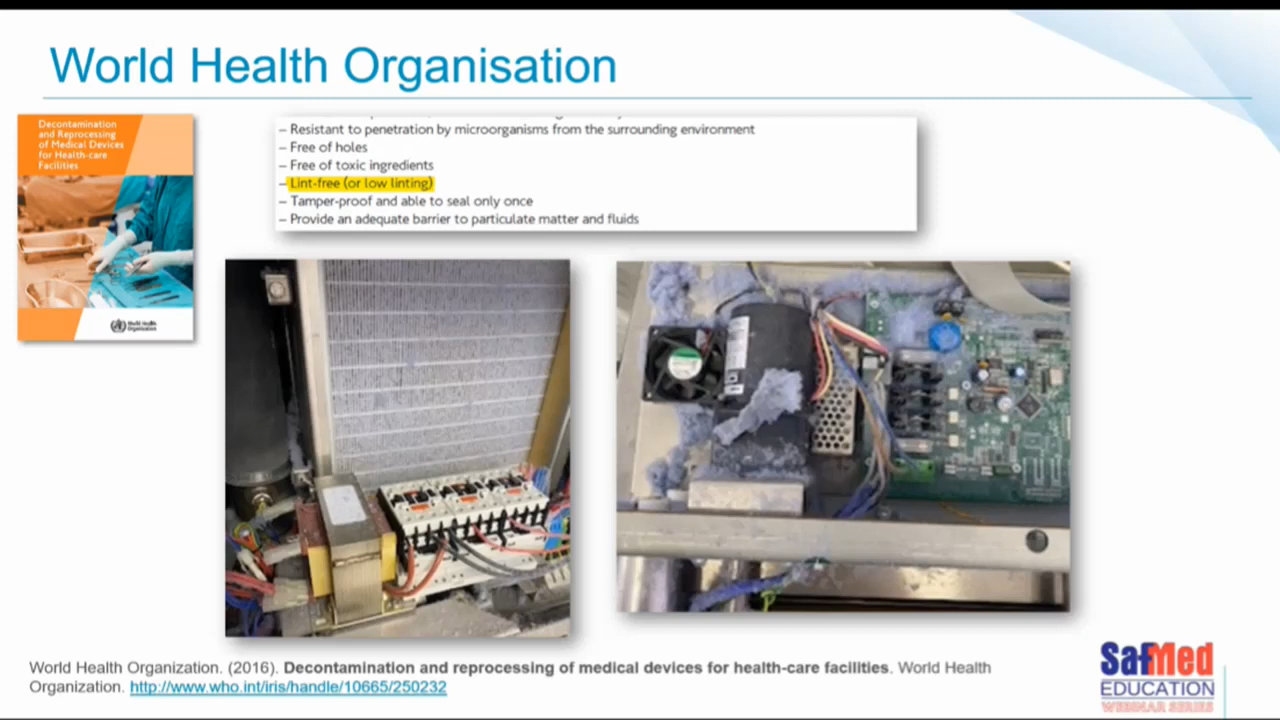 World Health Organisation
Decontamination
and Reprocessing
of Medical Devices
for Health-care
Facilities
World Health
Organization
– Resistant to penetration by microorganisms from the surrounding environment
– Free of holes
– Free of toxic ingredients
– Lint-free (or low linting)
– Tamper-proof and able to seal only once
– Provide an adequate barrier to particulate matter and fluids
World Health Organization. (2016). Decontamination and reprocessing of medical devices for health-care facilities. World Health
Organization. http://www.who.int/iris/handle/10665/250232
SafMed
EDUCATION
WEBINAR SERIES